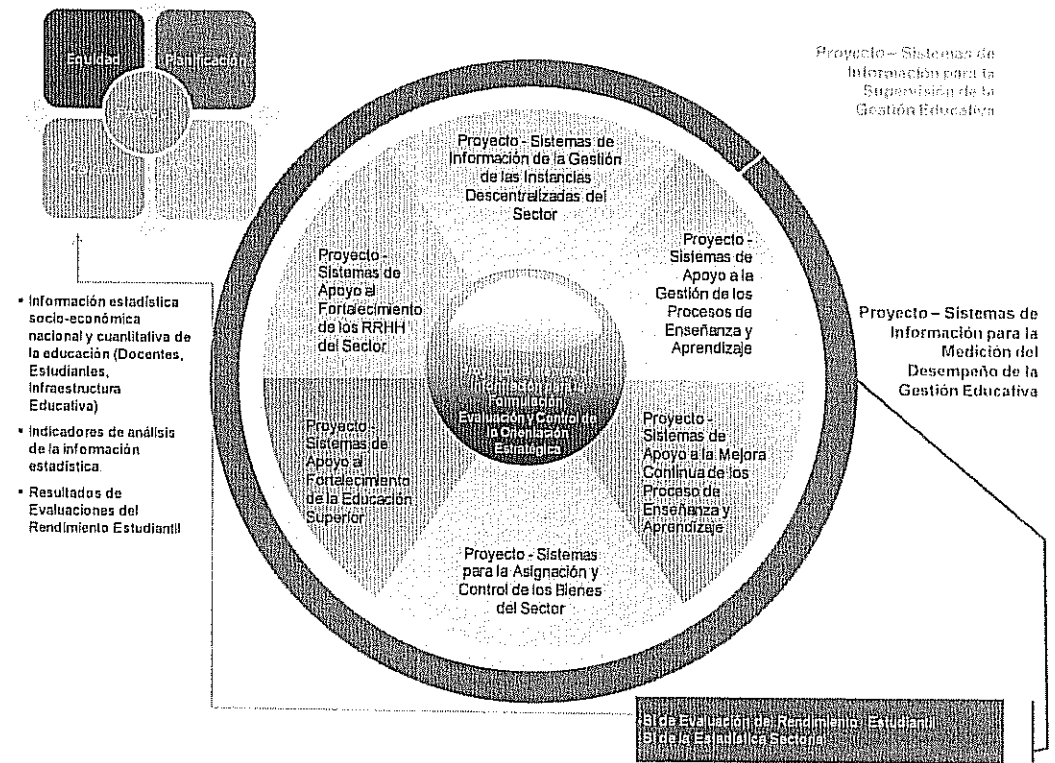 Equidad
Planificación
Proyecto – Sistemas de
Información para la
Supervisión de la
Gestión Educativa
Proyecto - Sistemas de
Información de la Gestión
de las Instancias
Descentralizadas del
Sector
Proyecto -
Sistemas de
Apoyo al
Fortalecimiento
de los RRHH
del Sector
Proyecto -
Sistemas de
Apoyo a la
Gestión de los
Procesos de
Enseñanza y
Aprendizaje
Información para la
Formulación
Evaluación y Control de
la Orientación
Estratégica
Proyecto -
Sistemas de
Apoyo al
Fortalecimiento
de la Educación
Superior
Proyecto -
Sistemas de
Apoyo a la Mejora
Continua de los
Proceso de
Enseñanza y
Aprendizaje
Proyecto - Sistemas
para la Asignación y
Control de los Bienes
del Sector
▪ Información estadística
socio-económica
nacional y cuantitativa de
la educación (Docentes,
Estudiantes,
Infraestructura
Educativa)
▪ Indicadores de análisis
de la información
estadística.
▪ Resultados de
Evaluaciones del
Rendimiento Estudiantil
Proyecto – Sistemas de
Información para la
Medición del
Desempeño de la
Gestión Educativa
BI de Evaluación de Rendimiento Estudiantil
BI de la Estadística Sectorial